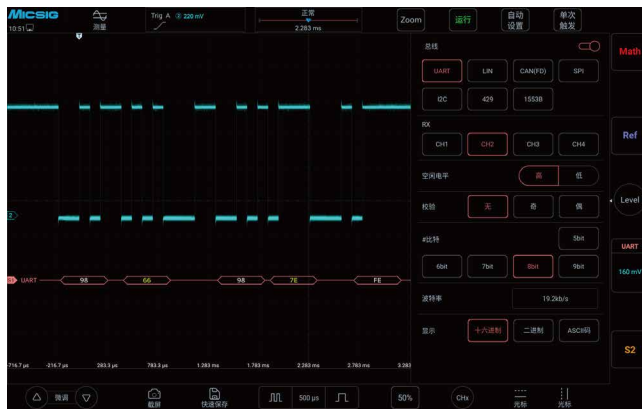 MICSIG
10:51
测量
Trig A ② 220 mV
正常
2.283 ms
Zoom
运行
自动
设置
单次
触发
总线
UART
LIN
CAN(FD)
SPI
I2C
429
1553B
RX
CH1
CH2
CH3
CH4
空闲电平
高
低
校验
无
奇
偶
#比特
5bit
6bit
7bit
8bit
9bit
波特率
19.2kb/s
显示
十六进制
二进制
ASCII码
Math
Ref
Level
UART
160 mV
S2
2
S1 UART
98
66
98
7E
FE
-716.7 μs
-216.7 μs
283.3 μs
783.3 μs
1.283 ms
1.783 ms
2.283 ms
2.783 ms
3.283
微调
截屏
快速保存
500 μs
50%
CHx
光标
光标